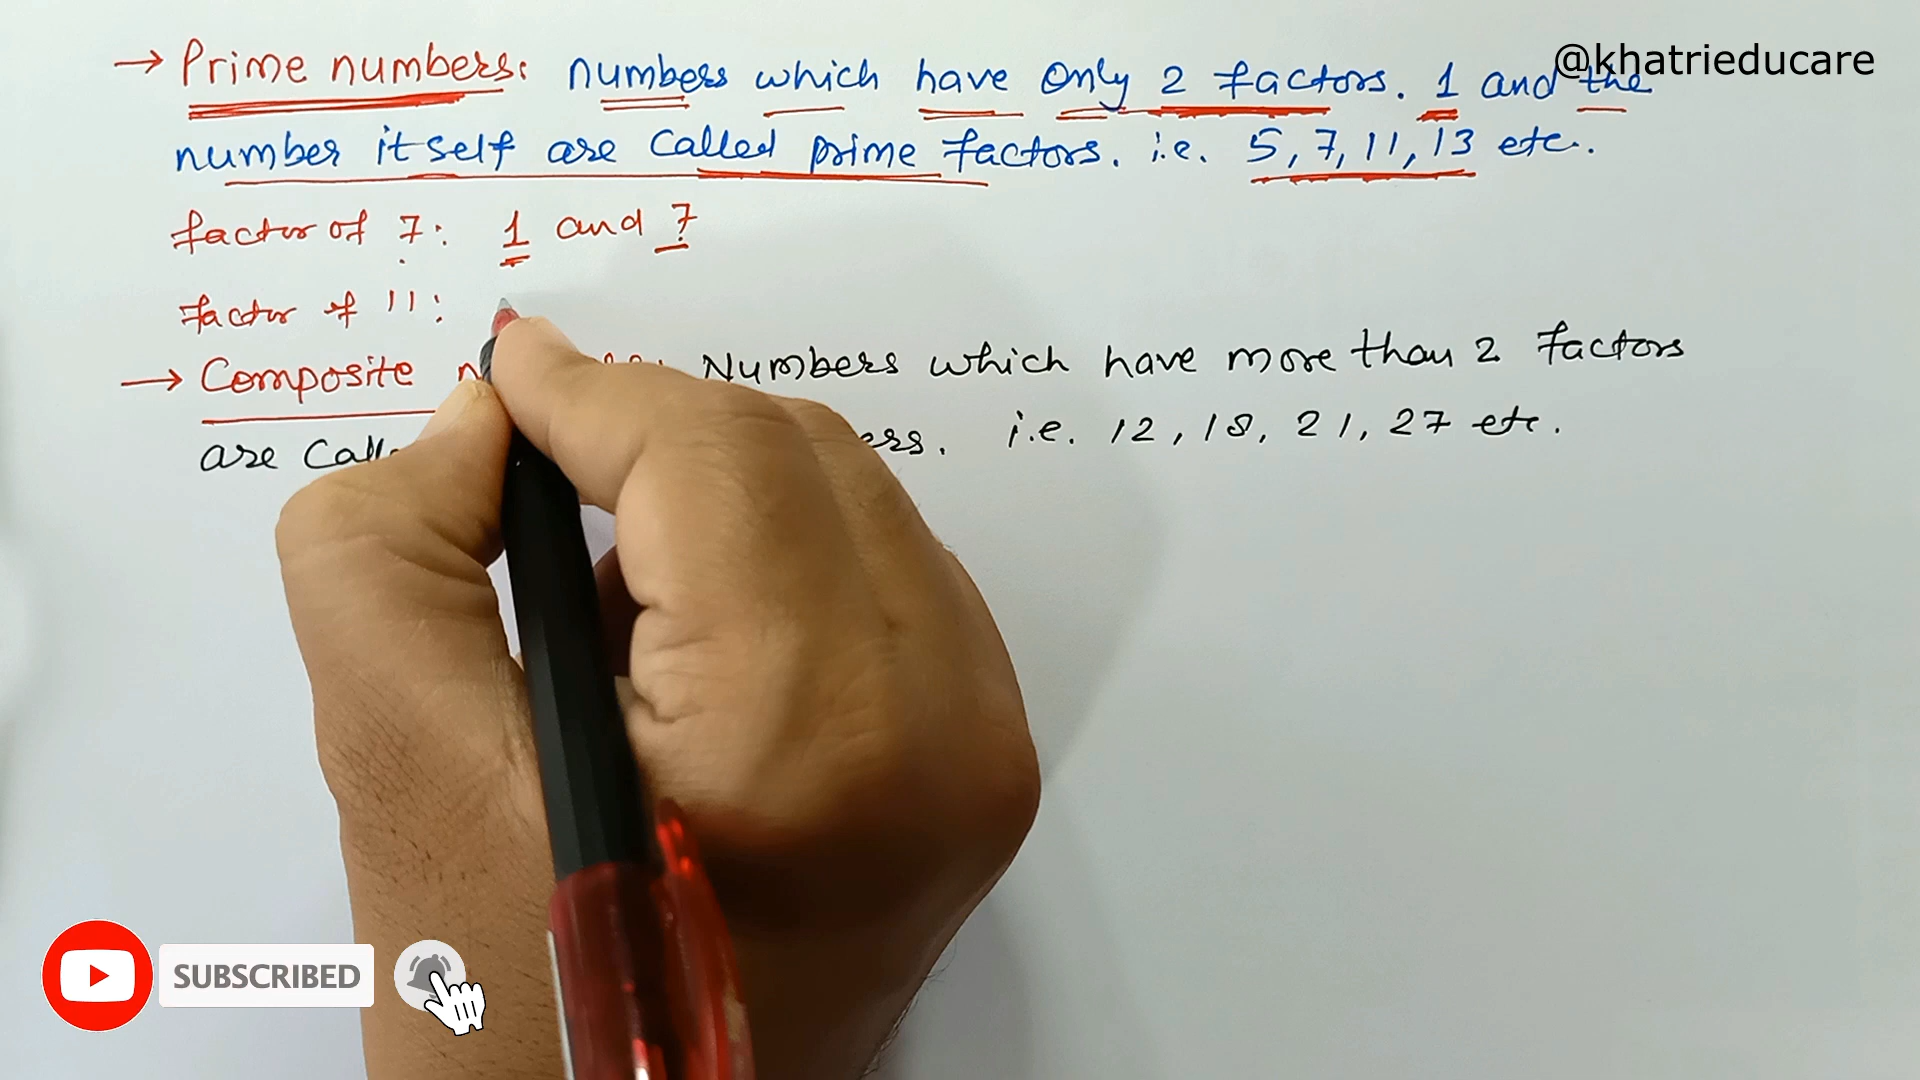 @khatrieducare
→ Prime numbers: numbers which have only 2 factors. 1 and the
number itself are called prime factors. i.e. 5, 7, 11, 13 etc.
factor of 7: 1 and 7
factor of 11:
→ Composite Numbers which have more than 2 factors
are i.e. 12, 18, 21, 27 etc.
SUBSCRIBED